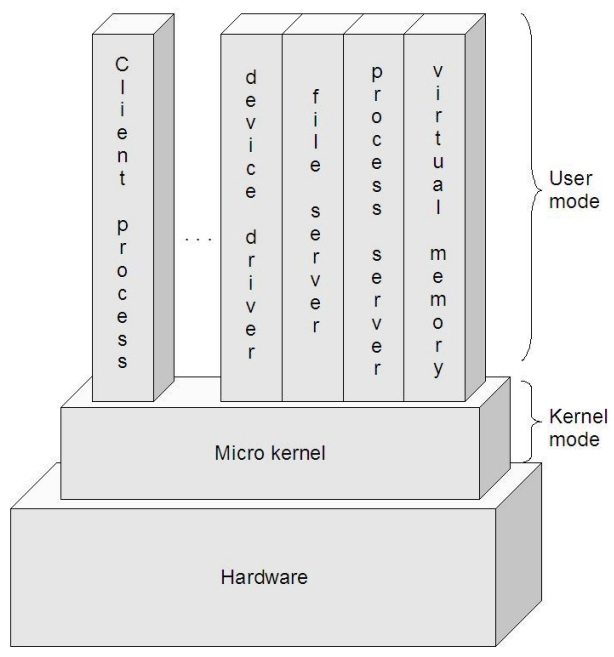 Client process
. . .
device driver
file server
process server
virtual memory
User
mode
Kernel
mode
Micro kernel
Hardware